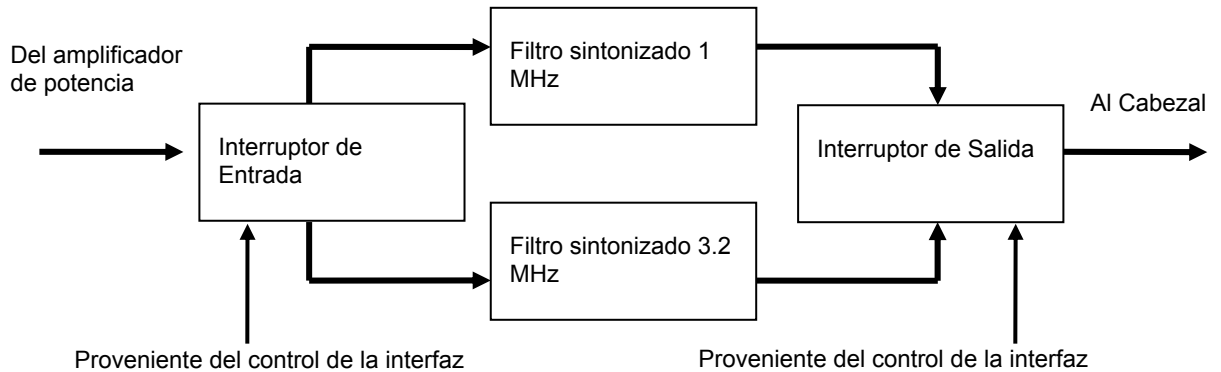 Del amplificador
de potencia
Interruptor de
Entrada
Filtro sintonizado 1
MHz
Filtro sintonizado 3.2
MHz
Interruptor de Salida
Al Cabezal
Proveniente del control de la interfaz
Proveniente del control de la interfaz